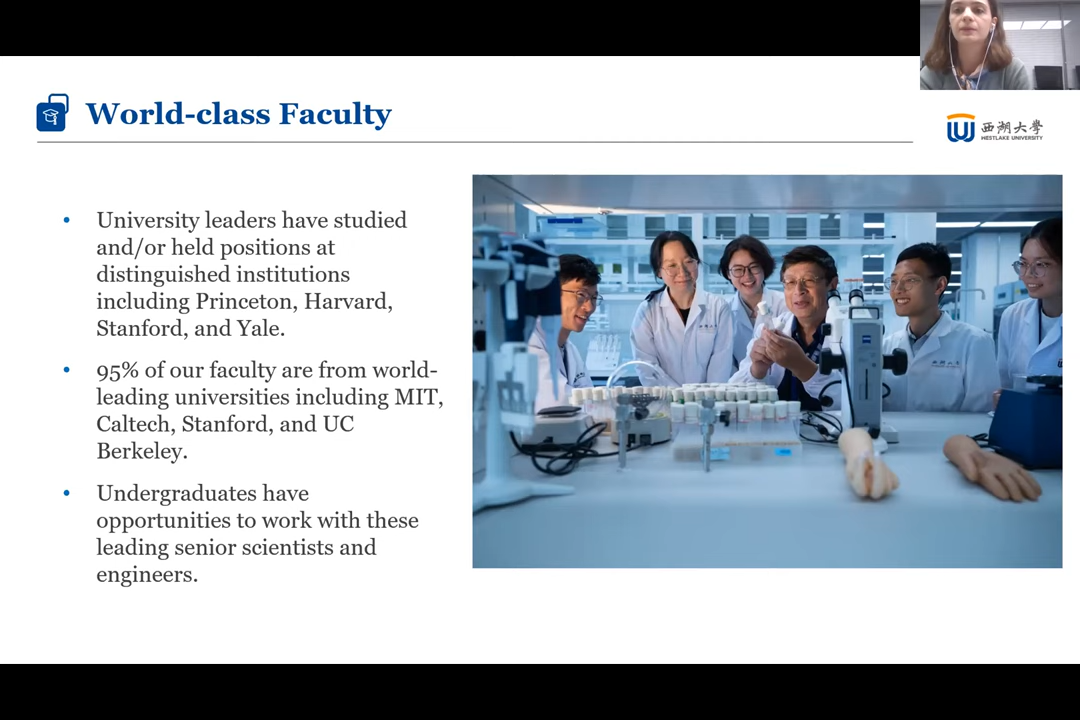 World-class Faculty
西湖大學
WESTLAKE UNIVERSITY
• University leaders have studied
and/or held positions at
distinguished institutions
including Princeton, Harvard,
Stanford, and Yale.
• 95% of our faculty are from world-
leading universities including MIT,
Caltech, Stanford, and UC
Berkeley.
• Undergraduates have
opportunities to work with these
leading senior scientists and
engineers.